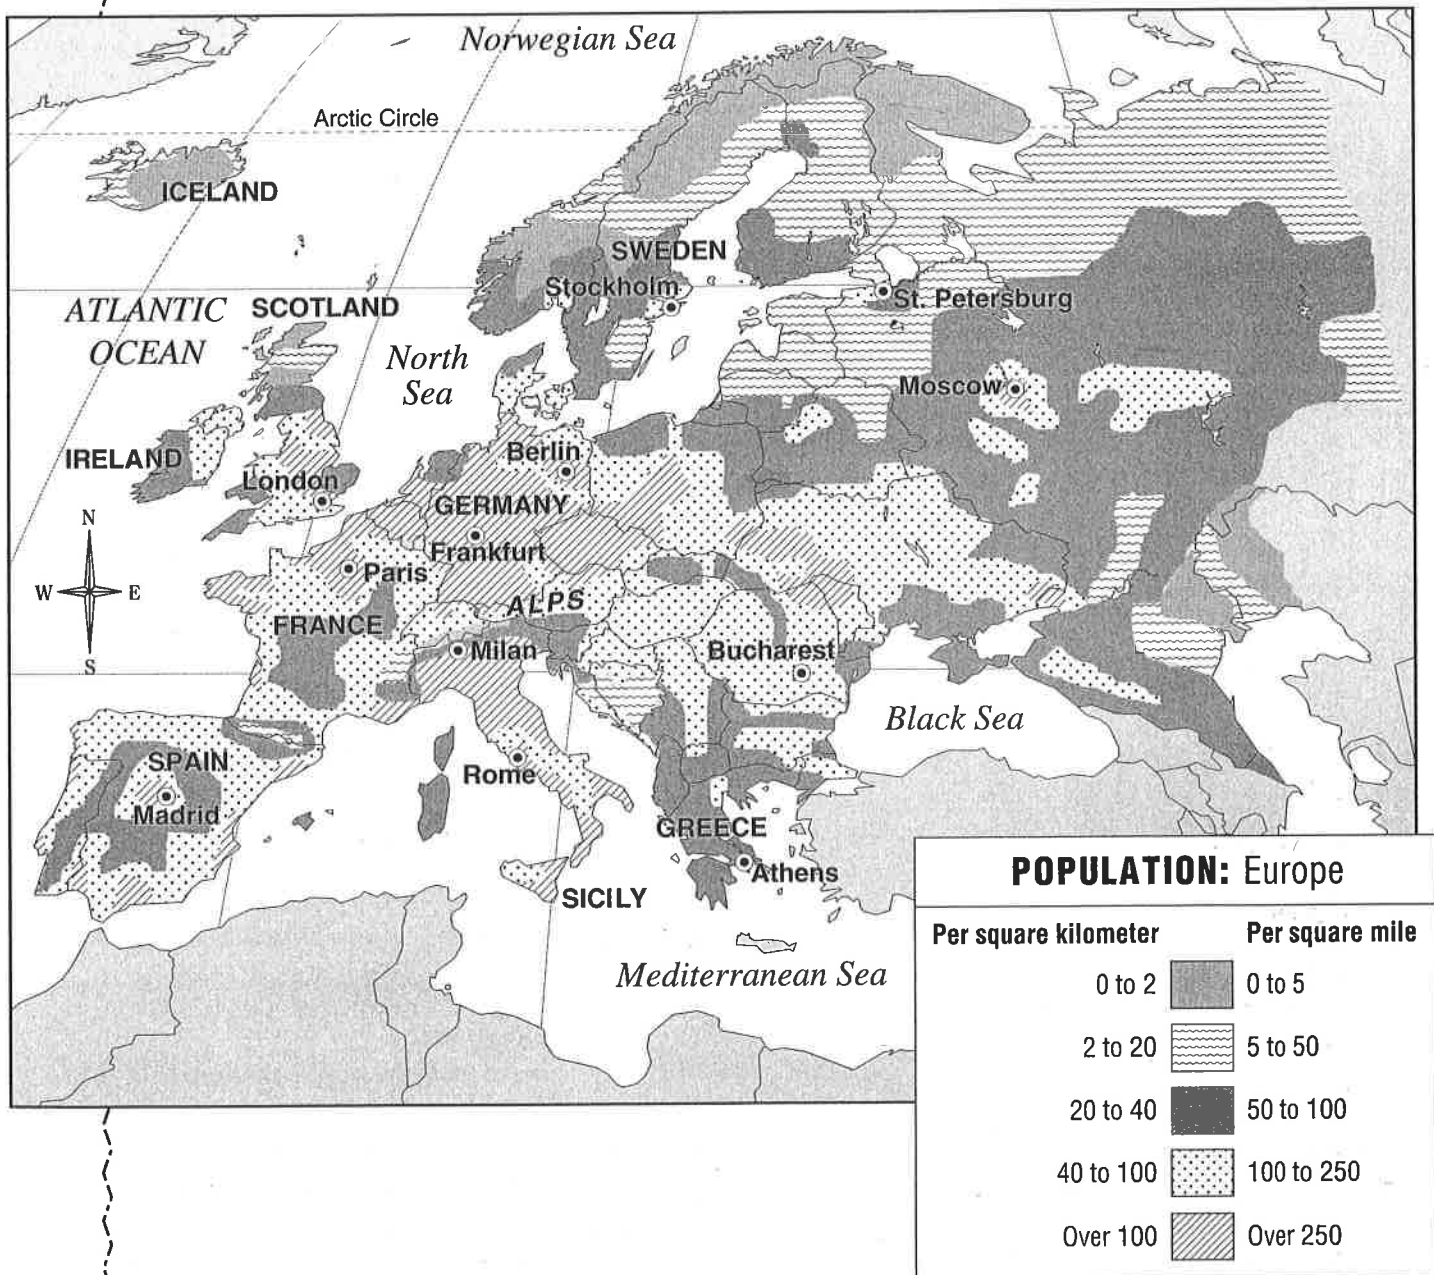 Norwegian Sea
Arctic Circle
ICELAND
SWEDEN
Stockholm
St. Petersburg
ATLANTIC
OCEAN
SCOTLAND
North
Sea
Moscow
IRELAND
London
Berlin
GERMANY
Frankfurt
N
W E
S
Paris
ALPS
FRANCE
Milan
Bucharest
Black Sea
SPAIN
Madrid
Rome
GREECE
Athens
SICILY
Mediterranean Sea
POPULATION: Europe
Per square kilometer Per square mile
0 to 2 0 to 5
2 to 20 5 to 50
20 to 40 50 to 100
40 to 100 100 to 250
Over 100 Over 250